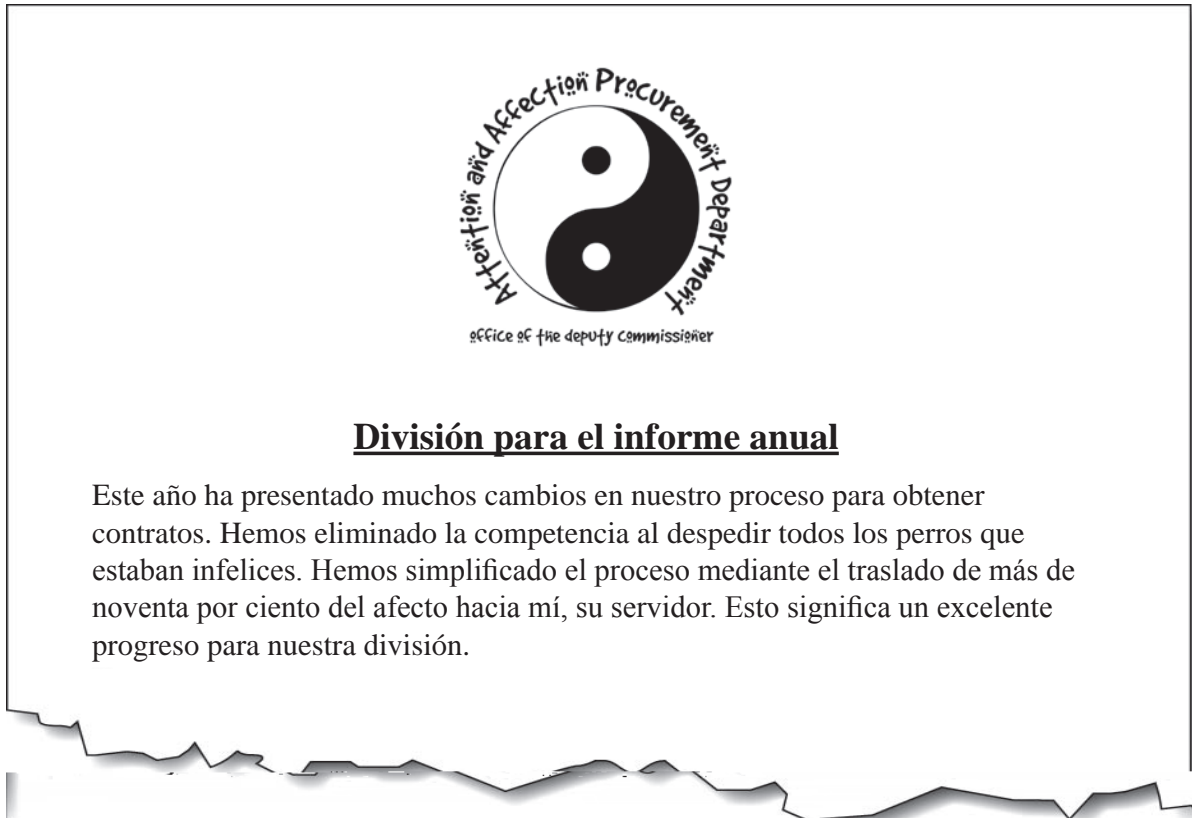 Attention and Affection Procurement Department
office of the deputy commissioner
División para el informe anual
Este año ha presentado muchos cambios en nuestro proceso para obtener
contratos. Hemos eliminado la competencia al despedir todos los perros que
estaban infelices. Hemos simplificado el proceso mediante el traslado de más de
noventa por ciento del afecto hacia mí, su servidor. Esto significa un excelente
progreso para nuestra división.